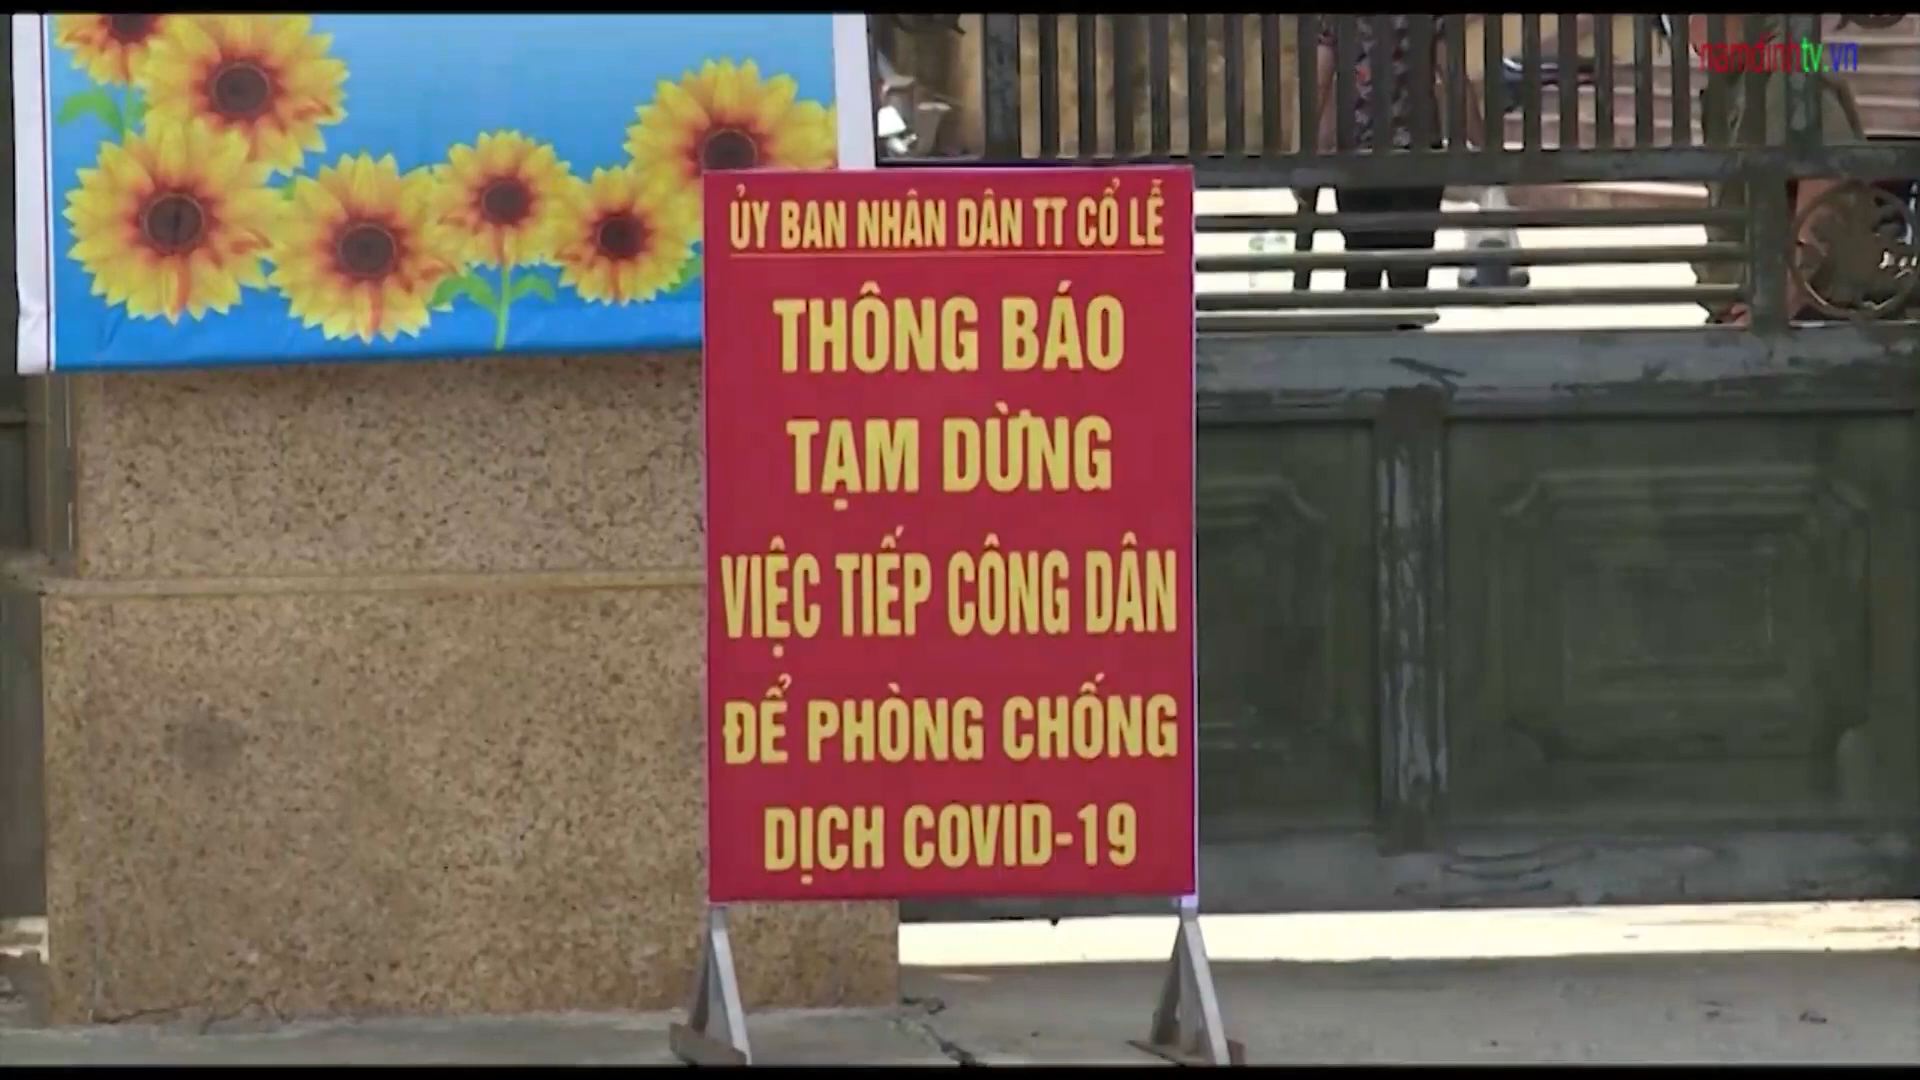 namdinhtv.vn
ỦY BAN NHÂN DÂN TT CỔ LỄ
THÔNG BÁO
TẠM DỪNG
VIỆC TIẾP CÔNG DÂN
ĐỂ PHÒNG CHỐNG
DỊCH COVID-19